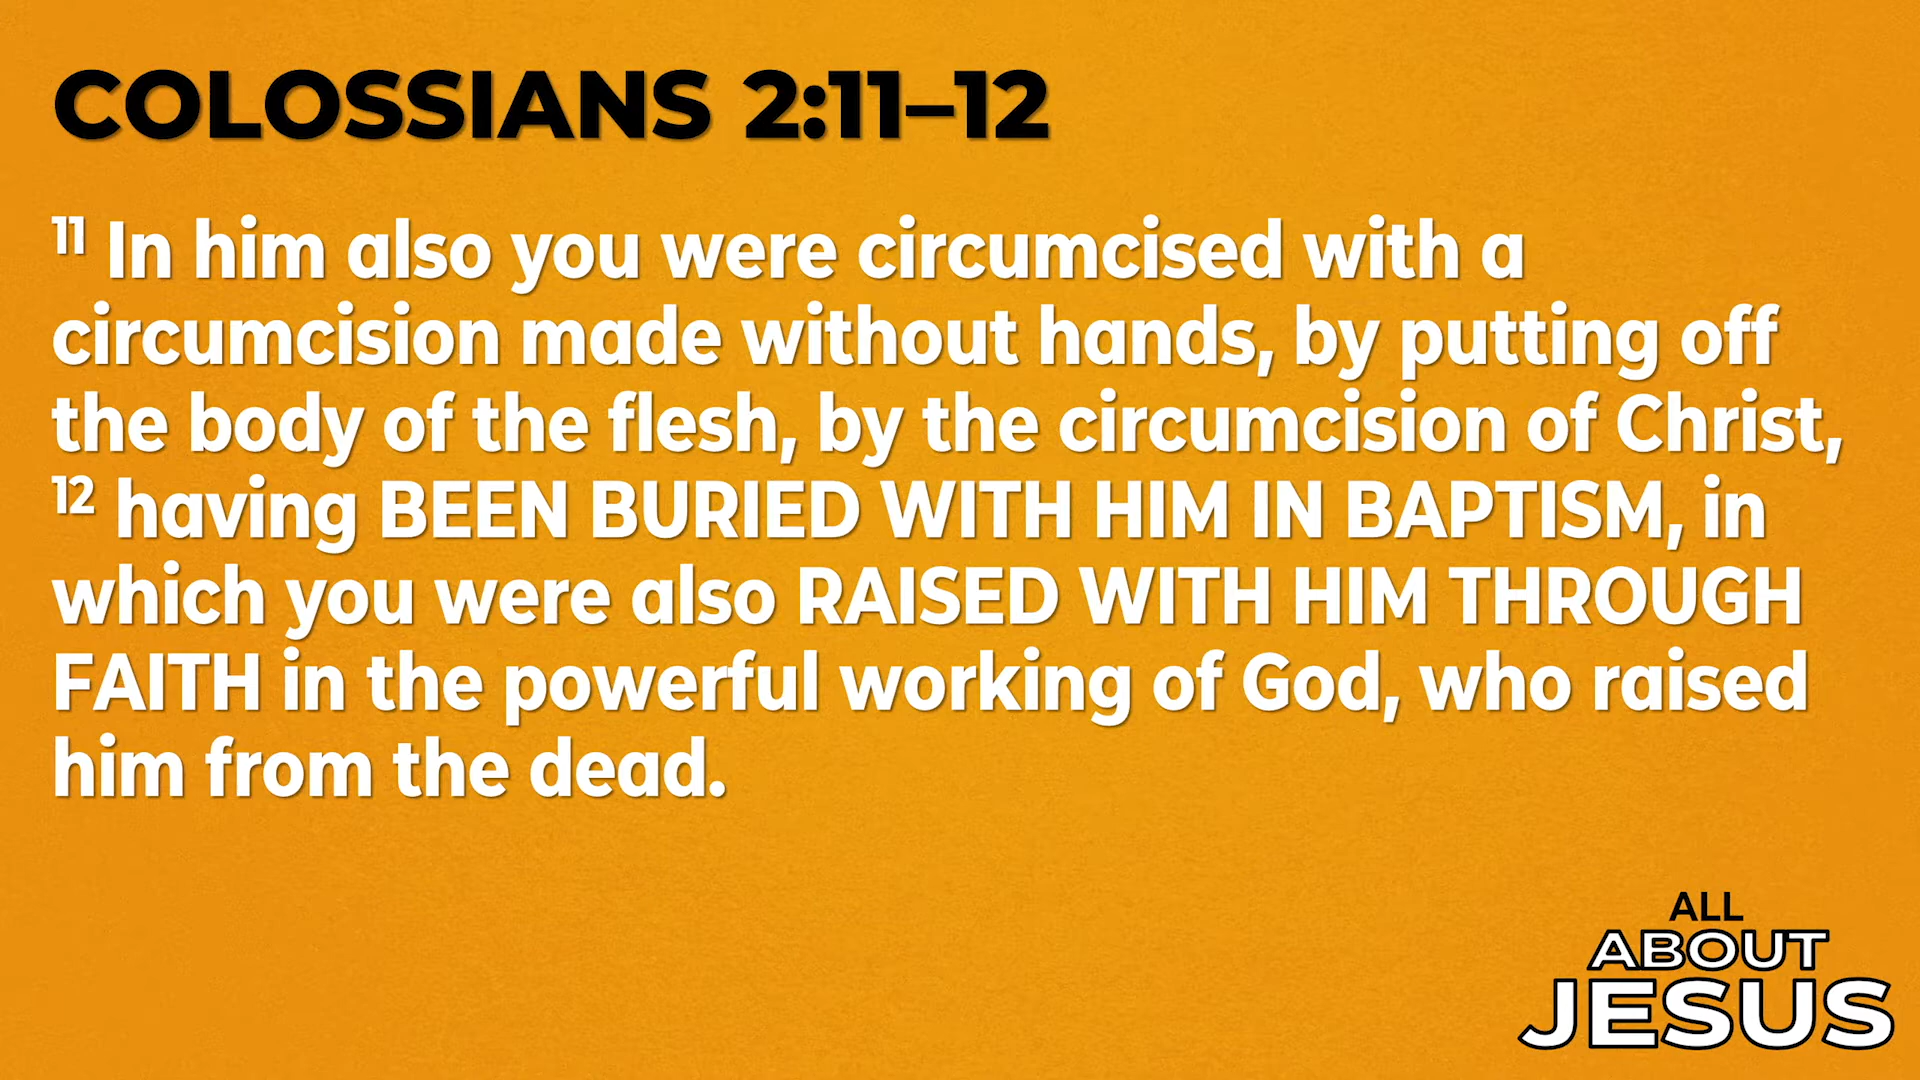 COLOSSIANS 2:11–12
11 In him also you were circumcised with a
circumcision made without hands, by putting off
the body of the flesh, by the circumcision of Christ,
12 having BEEN BURIED WITH HIM IN BAPTISM, in
which you were also RAISED WITH HIM THROUGH
FAITH in the powerful working of God, who raised
him from the dead.
ALL
ABOUT
JESUS